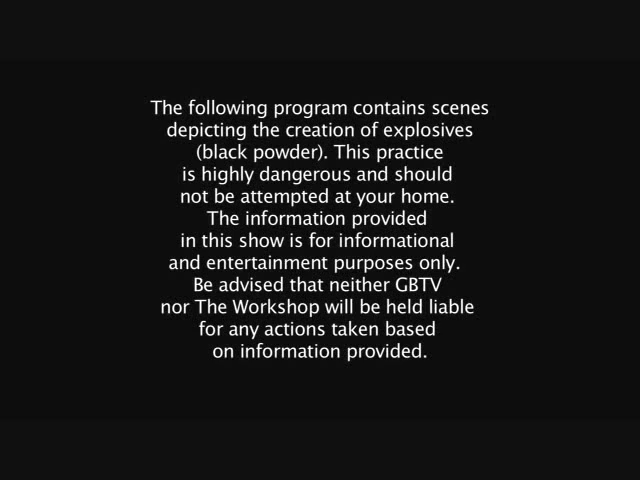 The following program contains scenes
depicting the creation of explosives
(black powder). This practice
is highly dangerous and should
not be attempted at your home.
The information provided
in this show is for informational
and entertainment purposes only.
Be advised that neither GBTV
nor The Workshop will be held liable
for any actions taken based
on information provided.